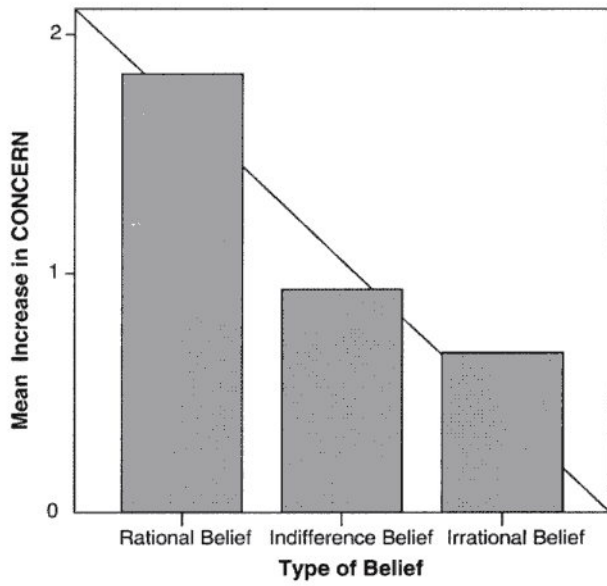 2
1
0
Mean Increase in CONCERN
Rational Belief
Indifference Belief
Irrational Belief
Type of Belief